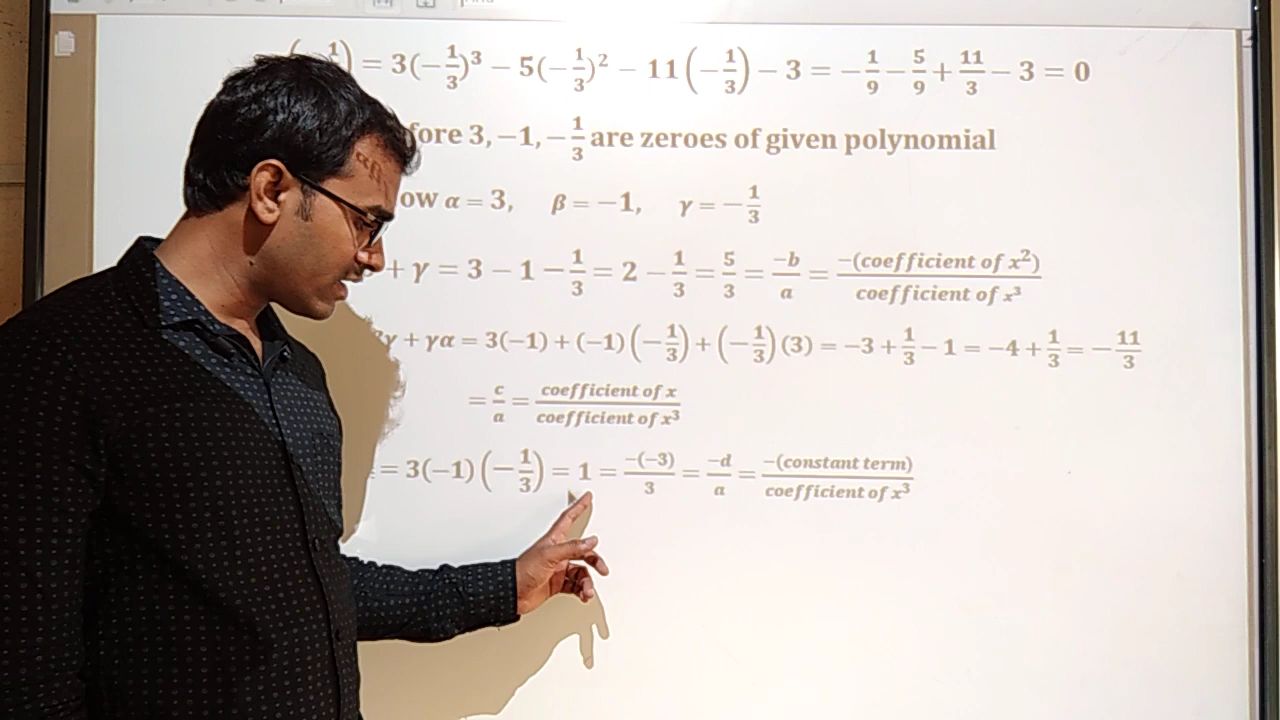 = 3(−1/3)³ − 5(−1/3)² − 11(−1/3) − 3 = −1/9 − 5/9 + 11/3 − 3 = 0
fore 3, −1, −1/3 are zeroes of given polynomial
ow α = 3, β = −1, γ = −1/3
+ γ = 3 − 1 − 1/3 = 2 − 1/3 = 5/3 = −b/a = −(coefficient of x²)/coefficient of x³
γ + γα = 3(−1) + (−1)(−1/3) + (−1/3)(3) = −3 + 1/3 − 1 = −4 + 1/3 = −11/3
= c/a = coefficient of x/coefficient of x³
= 3(−1)(−1/3) = 1 = −(−3)/3 = −d/a = −(constant term)/coefficient of x³